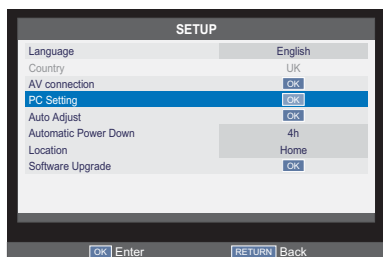 SETUP
Language English
Country UK
AV connection OK
PC Setting OK
Auto Adjust OK
Automatic Power Down 4h
Location Home
Software Upgrade OK
OK Enter RETURN Back